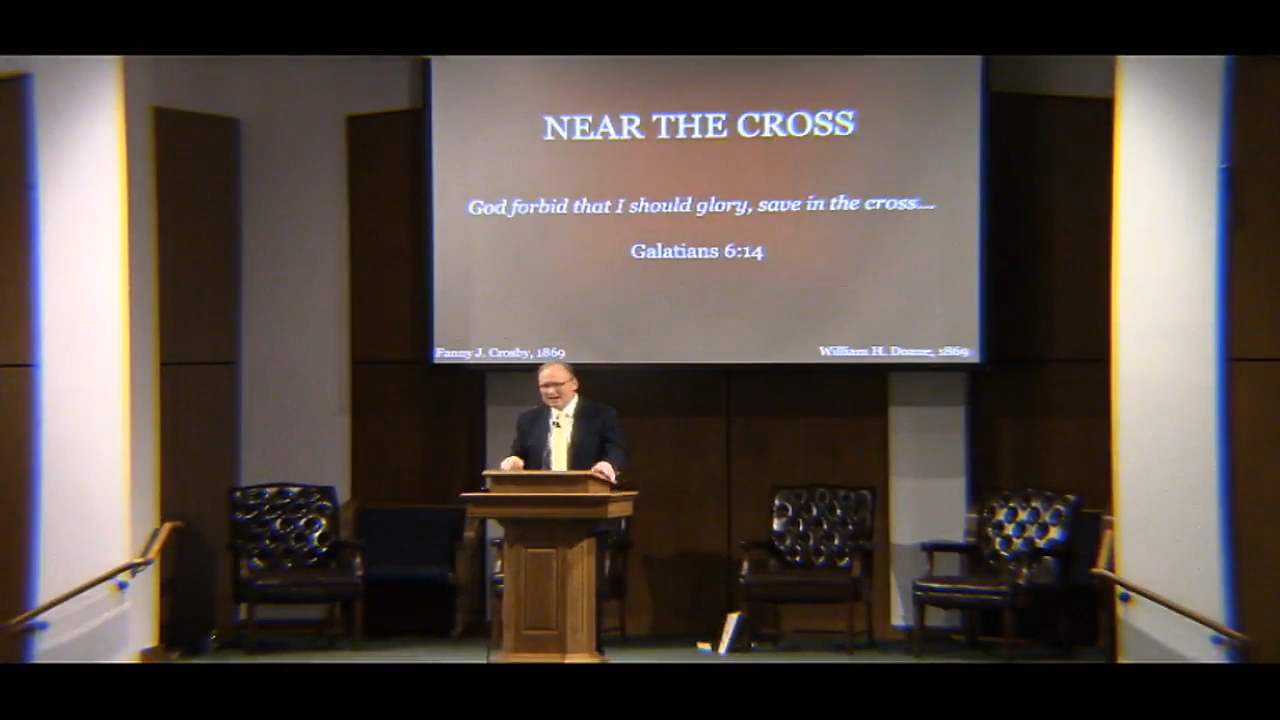 NEAR THE CROSS
God forbid that I should glory, save in the cross...
Galatians 6:14
Fanny J. Crosby, 1869
William H. Doane, 1869